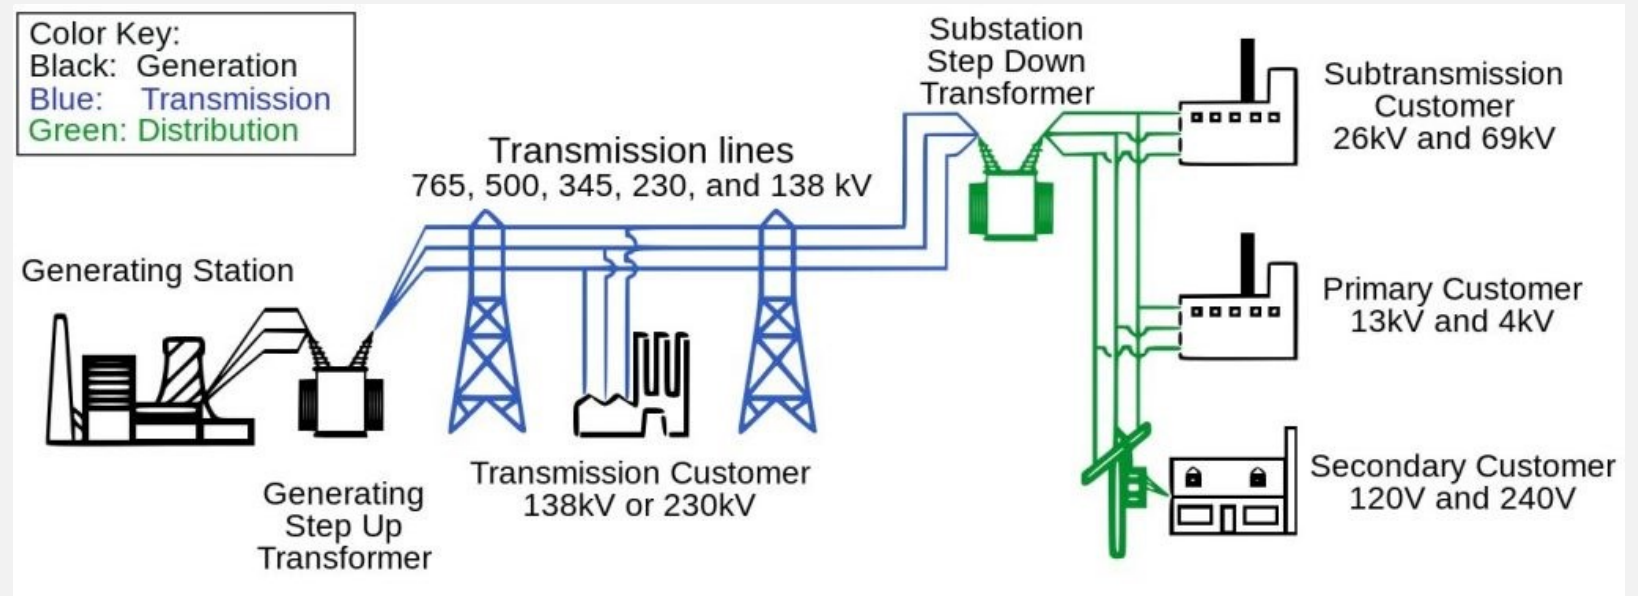 Color Key:
Black: Generation
Blue: Transmission
Green: Distribution
Substation
Step Down
Transformer
Subtransmission
Customer
26kV and 69kV
Transmission lines
765, 500, 345, 230, and 138 kV
Generating Station
Primary Customer
13kV and 4kV
Generating
Step Up
Transformer
Transmission Customer
138kV or 230kV
Secondary Customer
120V and 240V